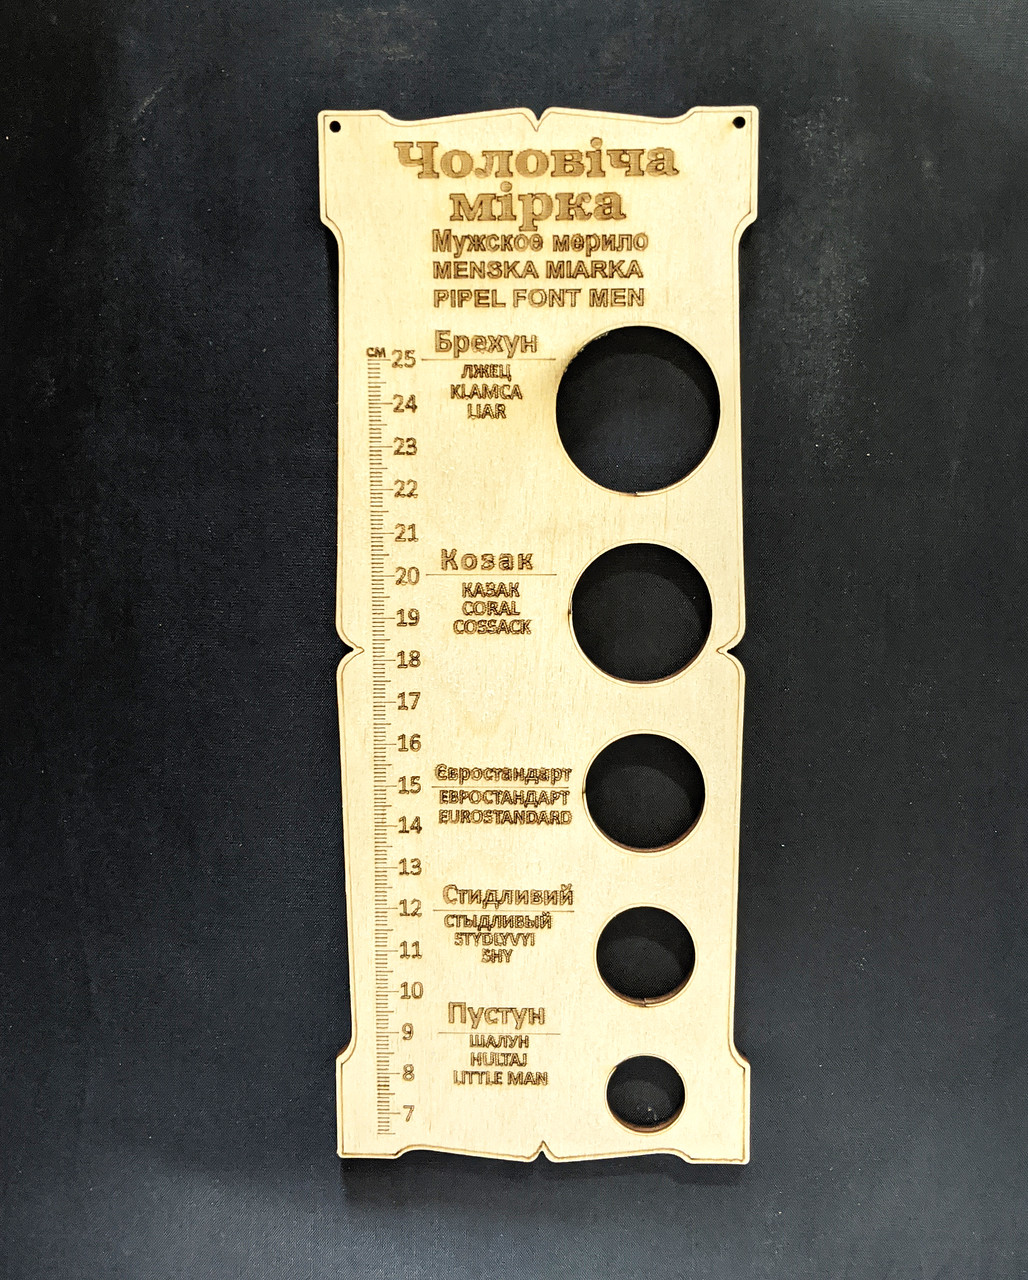 Чоловіча
мірка
Мужское мерило
MENSKA MIARKA
PIPEL FONT MEN
Брехун
см 25
ЛЖЕЦ
KLAMCA
LIAR
24
23
22
21
Козак
20
КАЗАК
CORAL
COSSACK
19
18
17
16
Євростандарт
15
ЕВРОСТАНДАРТ
EUROSTANDARD
14
13
Стидливий
12
СТЫДЛИВЫЙ
STYDLYVYI
SHY
11
10
Пустун
9
ШАЛУН
HULTAJ
LITTLE MAN
8
7